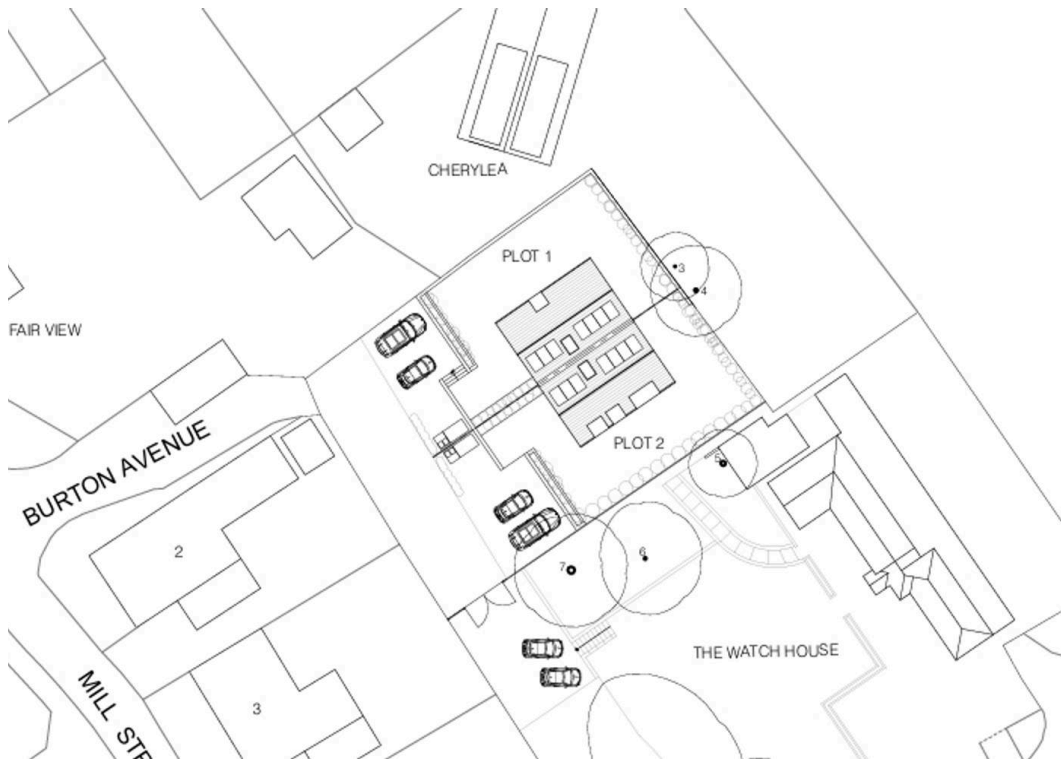 CHERYLEA
PLOT 1
3
4
FAIR VIEW
BURTON AVENUE
PLOT 2
5
2
6
7
THE WATCH HOUSE
3
MILL STR